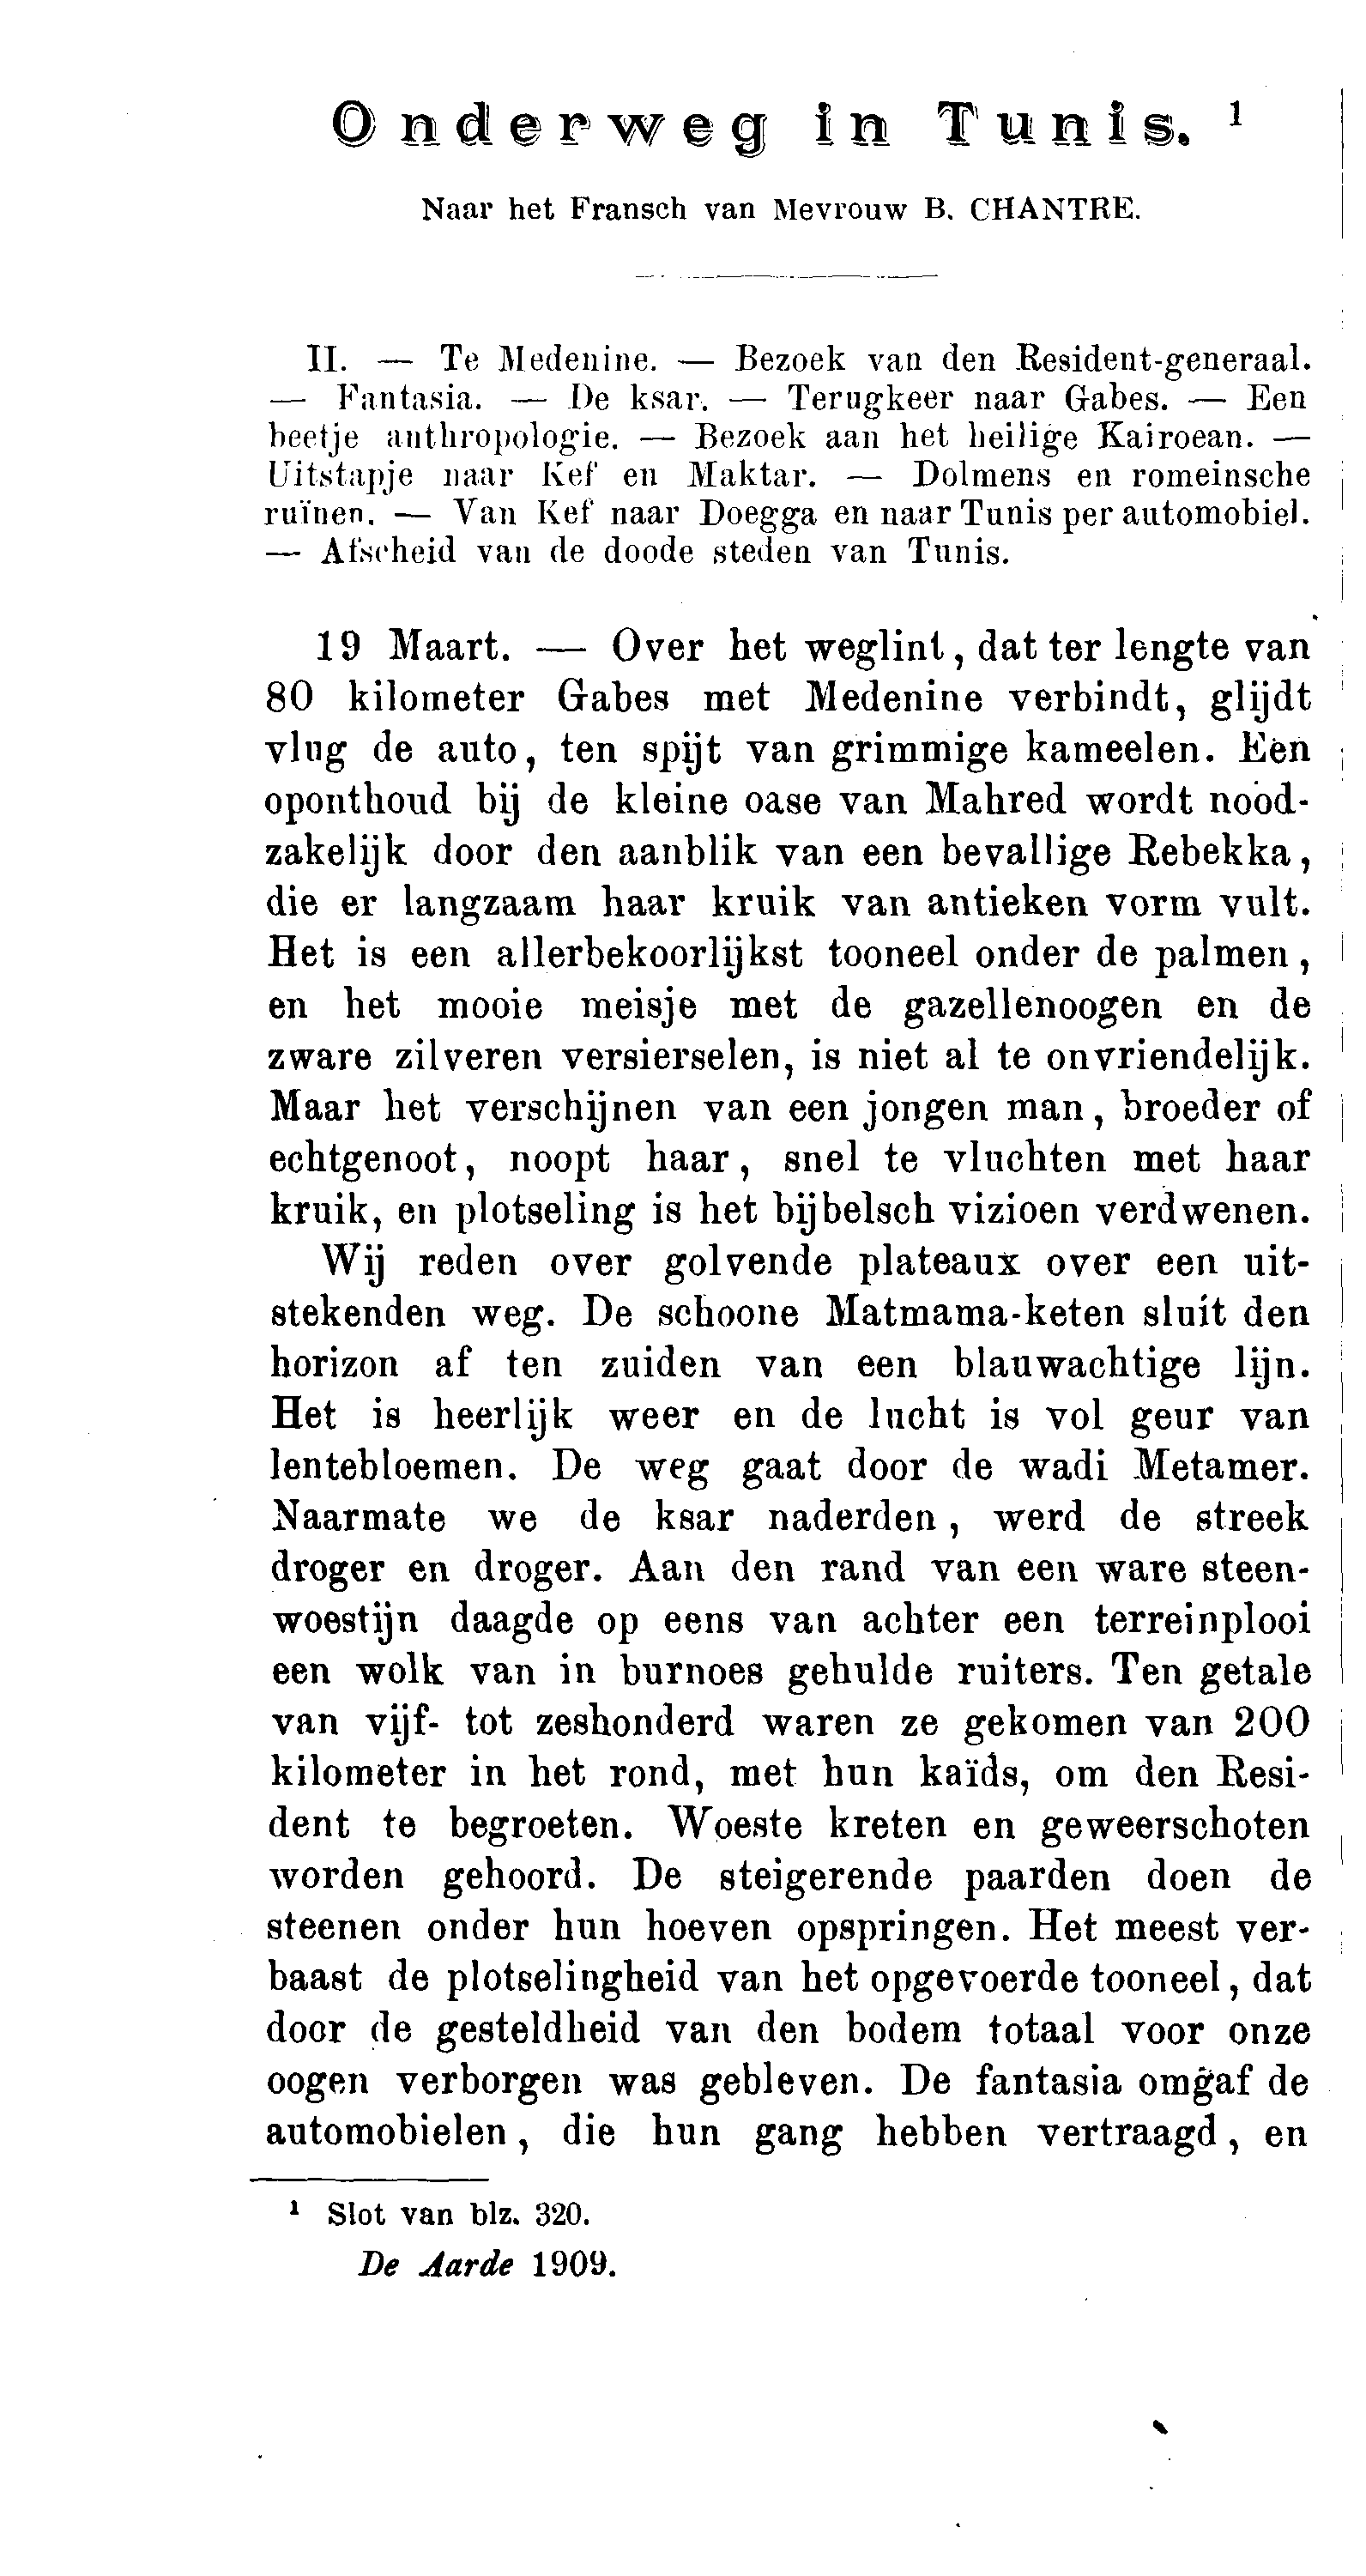 Onderweg in Tunis. 1
Naar het Fransch van Mevrouw B. CHANTRE.
II. — Te Medenine. — Bezoek van den Resident-generaal.
— Fantasia. — De ksar. — Terugkeer naar Gabes. — Een
beetje anthropologie. — Bezoek aan het heilige Kairoean. —
Uitstapje naar Kef en Maktar. — Dolmens en romeinsche
ruïnen. — Van Kef naar Doegga en naar Tunis per automobiel.
— Afscheid van de doode steden van Tunis.
19 Maart. — Over het weglint, dat ter lengte van
80 kilometer Gabes met Medenine verbindt, glijdt
vlug de auto, ten spijt van grimmige kameelen. Een
oponthoud bij de kleine oase van Mahred wordt nood-
zakelijk door den aanblik van een bevallige Rebekka,
die er langzaam haar kruik van antieken vorm vult.
Het is een allerbekoorlijkst tooneel onder de palmen,
en het mooie meisje met de gazellenoogen en de
zware zilveren versierselen, is niet al te onvriendelijk.
Maar het verschijnen van een jongen man, broeder of
echtgenoot, noopt haar, snel te vluchten met haar
kruik, en plotseling is het bijbelsch vizioen verdwenen.
Wij reden over golvende plateaux over een uit-
stekenden weg. De schoone Matmama-keten sluit den
horizon af ten zuiden van een blauwachtige lijn.
Het is heerlijk weer en de lucht is vol geur van
lentebloemen. De weg gaat door de wadi Metamer.
Naarmate we de ksar naderden, werd de streek
droger en droger. Aan den rand van een ware steen-
woestijn daagde op eens van achter een terreinplooi
een wolk van in burnoes gehulde ruiters. Ten getale
van vijf- tot zeshonderd waren ze gekomen van 200
kilometer in het rond, met hun kaïds, om den Resi-
dent te begroeten. Woeste kreten en geweerschoten
worden gehoord. De steigerende paarden doen de
steenen onder hun hoeven opspringen. Het meest ver-
baast de plotselingheid van het opgevoerde tooneel, dat
door de gesteldheid van den bodem totaal voor onze
oogen verborgen was gebleven. De fantasia omgaf de
automobielen, die hun gang hebben vertraagd, en
1 Slot van blz. 320.
De Aarde 1909.